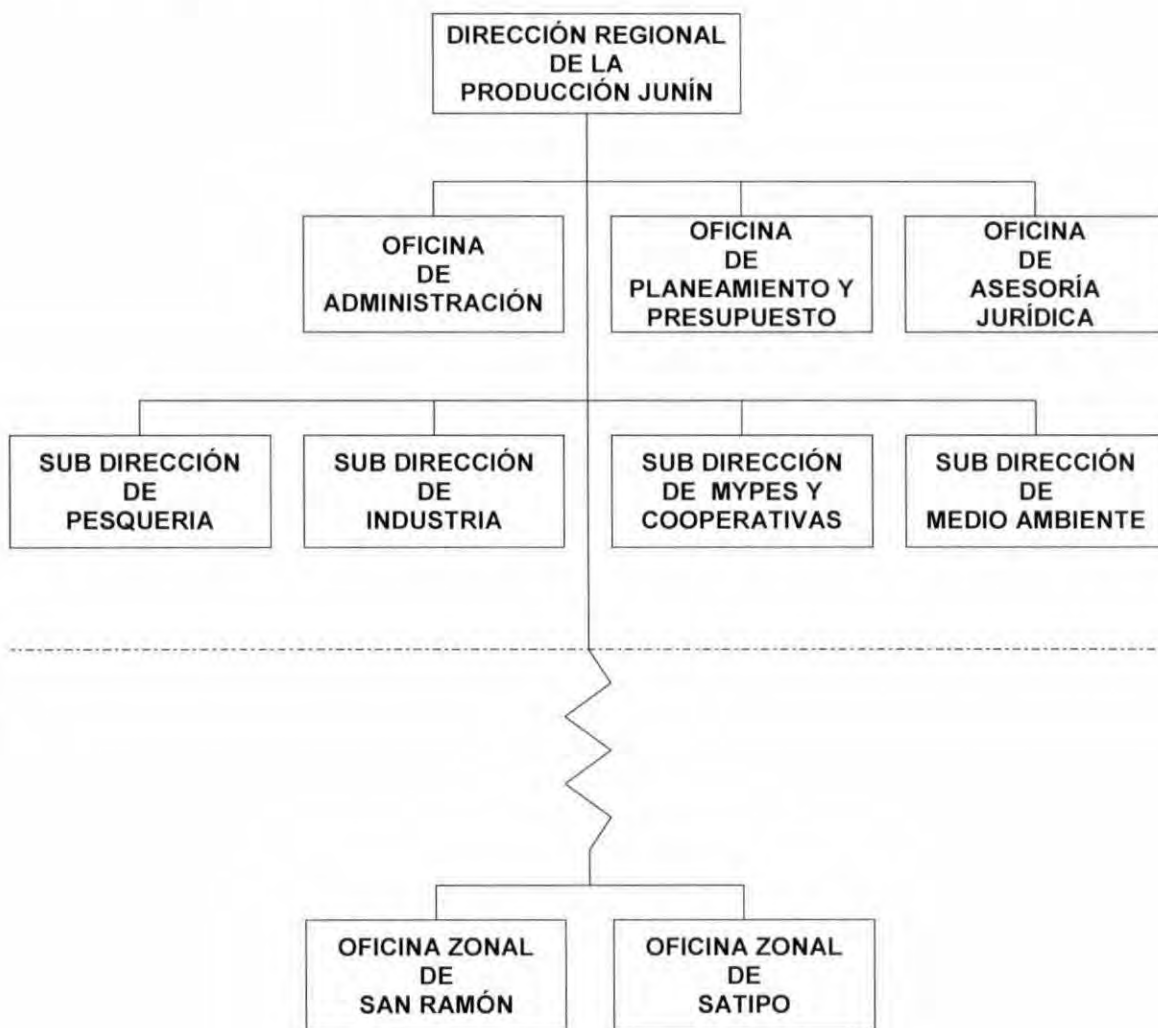 DIRECCIÓN REGIONAL
DE LA
PRODUCCIÓN JUNÍN
OFICINA
DE
ADMINISTRACIÓN
OFICINA
DE
PLANEAMIENTO Y
PRESUPUESTO
OFICINA
DE
ASESORÍA
JURÍDICA
SUB DIRECCIÓN
DE
PESQUERIA
SUB DIRECCIÓN
DE
INDUSTRIA
SUB DIRECCIÓN
DE MYPES Y
COOPERATIVAS
SUB DIRECCIÓN
DE
MEDIO AMBIENTE
OFICINA ZONAL
DE
SAN RAMÓN
OFICINA ZONAL
DE
SATIPO